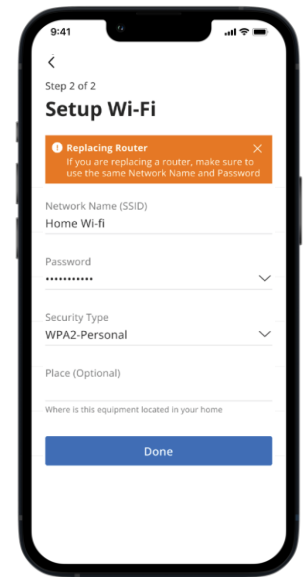 9:41
Step 2 of 2
Setup Wi-Fi
Replacing Router
If you are replacing a router, make sure to
use the same Network Name and Password
Network Name (SSID)
Home Wi-fi
Password
•••••••••••
Security Type
WPA2-Personal
Place (Optional)
Where is this equipment located in your home
Done